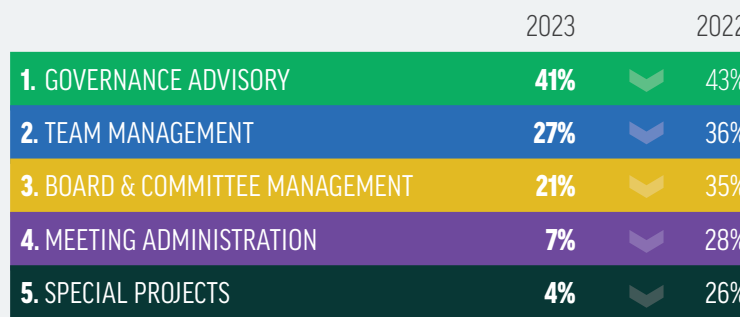 2023 2022
1. GOVERNANCE ADVISORY 41% 43%
2. TEAM MANAGEMENT 27% 36%
3. BOARD & COMMITTEE MANAGEMENT 21% 35%
4. MEETING ADMINISTRATION 7% 28%
5. SPECIAL PROJECTS 4% 26%